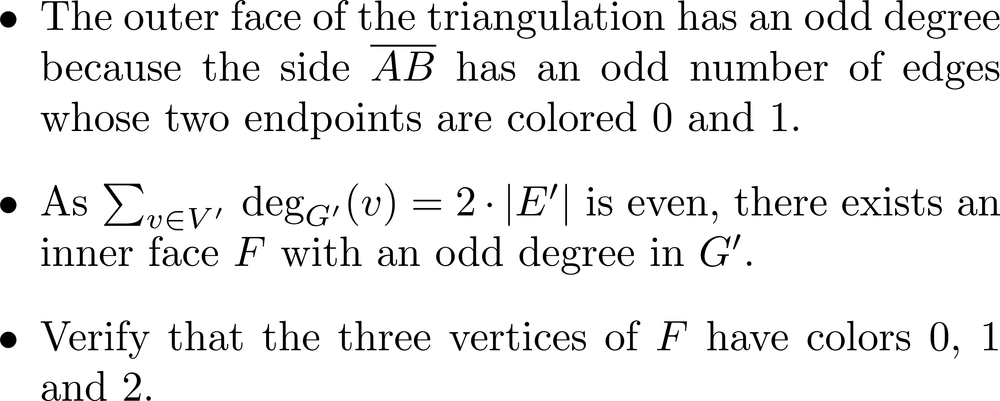 • The outer face of the triangulation has an odd degree
because the side $\overline{AB}$ has an odd number of edges
whose two endpoints are colored 0 and 1.
• As $\sum_{v \in V'} \deg_{G'}(v) = 2 \cdot |E'|$ is even, there exists an
inner face $F$ with an odd degree in $G'$.
• Verify that the three vertices of $F$ have colors 0, 1
and 2.